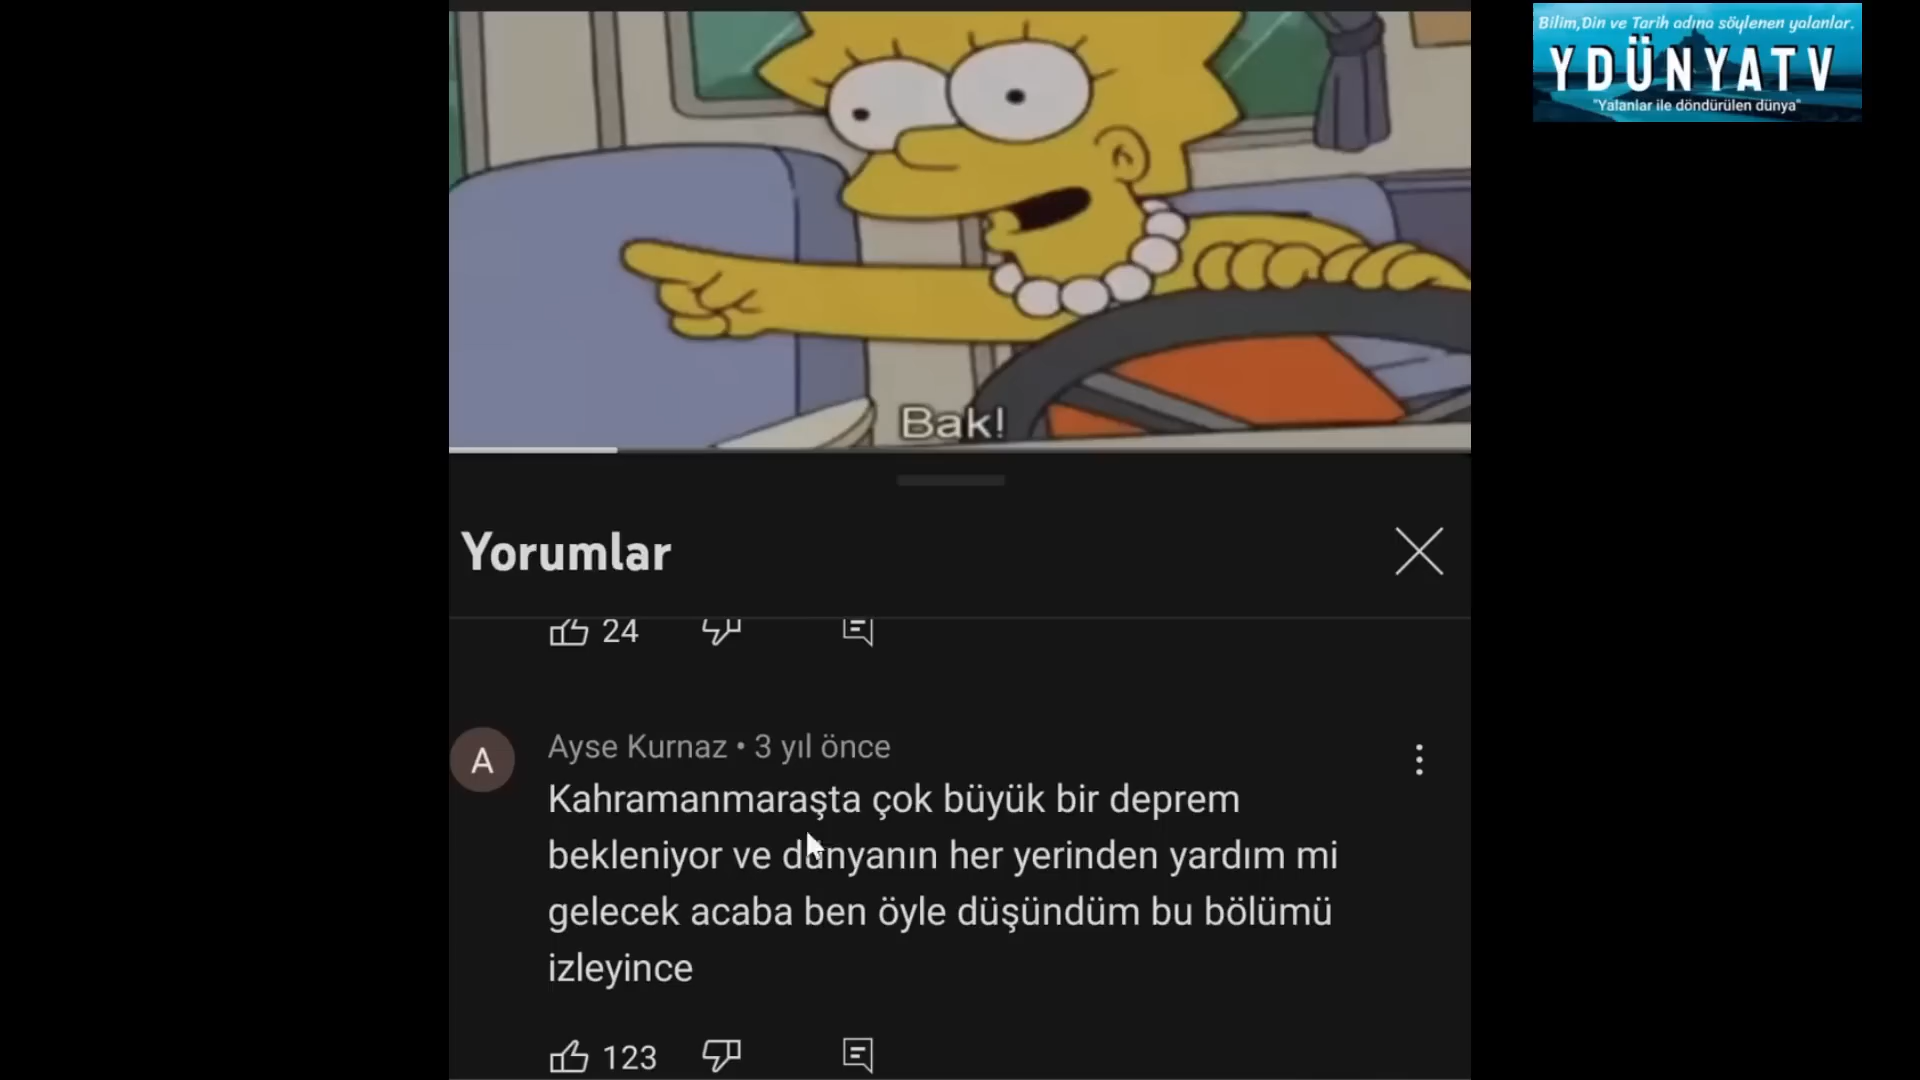 Bilim,Din ve Tarih adına söylenen yalanlar.
YDÜNYATV
"Yalanlar ile döndürülen dünya"
Bak!
Yorumlar
24
A
Ayse Kurnaz • 3 yıl önce
Kahramanmaraşta çok büyük bir deprem
bekleniyor ve dünyanın her yerinden yardım mi
gelecek acaba ben öyle düşündüm bu bölümü
izleyince
123